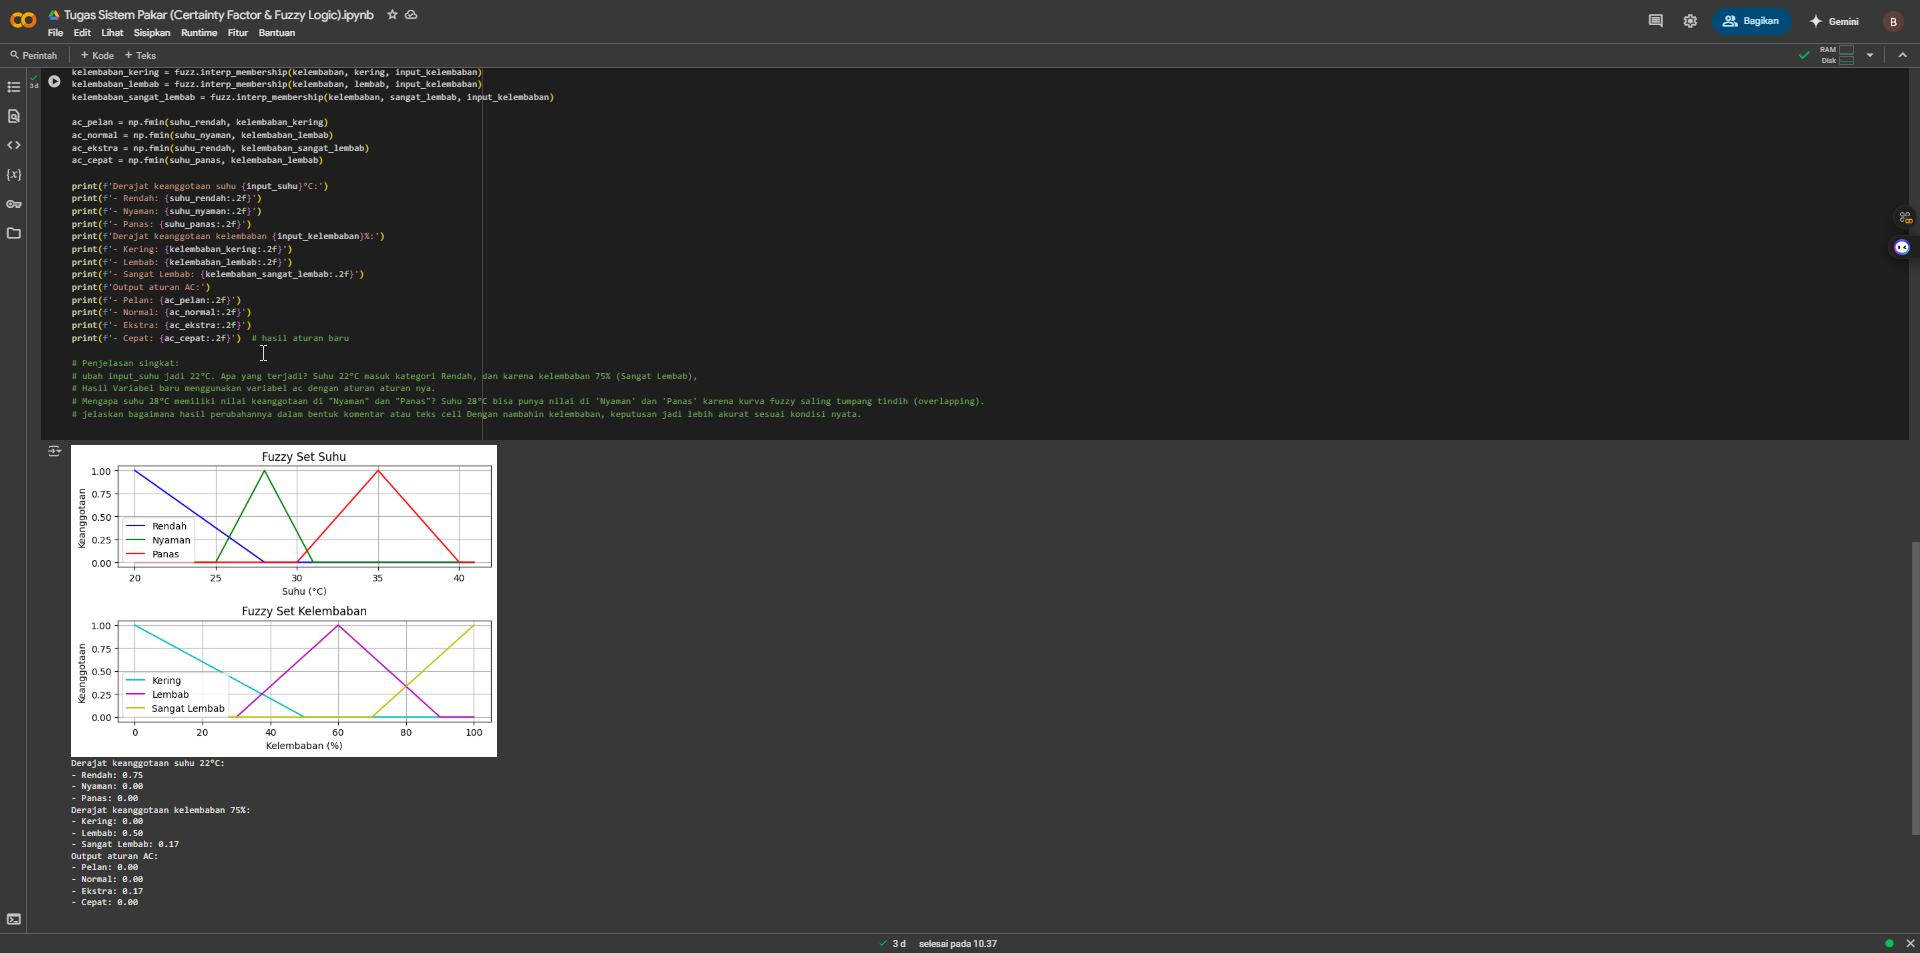 Tugas Sistem Pakar (Certainty Factor & Fuzzy Logic).ipynb
File Edit Lihat Sisipkan Runtime Fitur Bantuan
Bagikan
Gemini
B
Perintah + Kode + Teks
RAM
Disk
3 d
kelembaban_kering = fuzz.interp_membership(kelembaban, kering, input_kelembaban)
kelembaban_lembab = fuzz.interp_membership(kelembaban, lembab, input_kelembaban)
kelembaban_sangat_lembab = fuzz.interp_membership(kelembaban, sangat_lembab, input_kelembaban)
ac_pelan = np.fmin(suhu_rendah, kelembaban_kering)
ac_normal = np.fmin(suhu_nyaman, kelembaban_lembab)
ac_ekstra = np.fmin(suhu_rendah, kelembaban_sangat_lembab)
ac_cepat = np.fmin(suhu_panas, kelembaban_lembab)
print(f'Derajat keanggotaan suhu {input_suhu}°C:')
print(f'- Rendah: {suhu_rendah:.2f}')
print(f'- Nyaman: {suhu_nyaman:.2f}')
print(f'- Panas: {suhu_panas:.2f}')
print(f'Derajat keanggotaan kelembaban {input_kelembaban}%:')
print(f'- Kering: {kelembaban_kering:.2f}')
print(f'- Lembab: {kelembaban_lembab:.2f}')
print(f'- Sangat Lembab: {kelembaban_sangat_lembab:.2f}')
print(f'Output aturan AC:')
print(f'- Pelan: {ac_pelan:.2f}')
print(f'- Normal: {ac_normal:.2f}')
print(f'- Ekstra: {ac_ekstra:.2f}')
print(f'- Cepat: {ac_cepat:.2f}')  # hasil aturan baru
# Penjelasan singkat:
# ubah input_suhu jadi 22°C. Apa yang terjadi? Suhu 22°C masuk kategori Rendah, dan karena kelembaban 75% (Sangat Lembab),
# Hasil Variabel baru menggunakan variabel ac dengan aturan aturan nya.
# Mengapa suhu 28°C memiliki nilai keanggotaan di "Nyaman" dan "Panas"? Suhu 28°C bisa punya nilai di 'Nyaman' dan 'Panas' karena kurva fuzzy saling tumpang tindih (overlapping).
# jelaskan bagaimana hasil perubahannya dalam bentuk komentar atau teks cell Dengan nambahin kelembaban, keputusan jadi lebih akurat sesuai kondisi nyata.
Fuzzy Set Suhu
1.00
0.75
0.50
0.25
0.00
Keanggotaan
Rendah
Nyaman
Panas
20 25 30 35 40
Suhu (°C)
Fuzzy Set Kelembaban
1.00
0.75
0.50
0.25
0.00
Keanggotaan
Kering
Lembab
Sangat Lembab
0 20 40 60 80 100
Kelembaban (%)
Derajat keanggotaan suhu 22°C:
- Rendah: 0.75
- Nyaman: 0.00
- Panas: 0.00
Derajat keanggotaan kelembaban 75%:
- Kering: 0.00
- Lembab: 0.50
- Sangat Lembab: 0.17
Output aturan AC:
- Pelan: 0.00
- Normal: 0.00
- Ekstra: 0.17
- Cepat: 0.00
3 d selesai pada 10.37